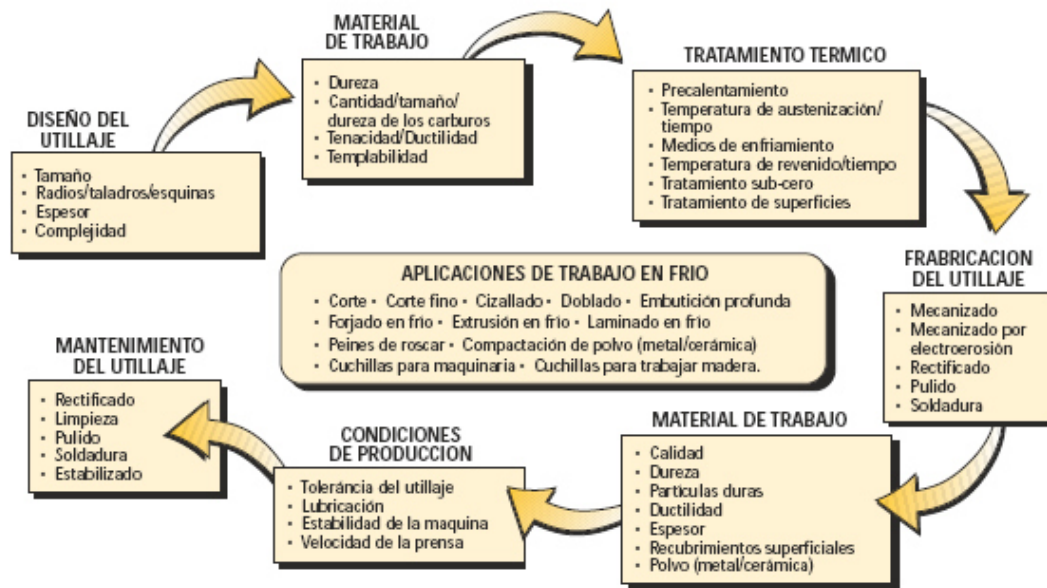 DISEÑO DEL
UTILLAJE
• Tamaño
• Radios/taladros/esquinas
• Espesor
• Complejidad
MATERIAL
DE TRABAJO
• Dureza
• Cantidad/tamaño/
dureza de los carburos
• Tenacidad/Ductilidad
• Templabilidad
TRATAMIENTO TERMICO
• Precalentamiento
• Temperatura de austenización/
tiempo
• Medios de enfriamiento
• Temperatura de revenido/tiempo
• Tratamiento sub-cero
• Tratamiento de superficies
FRABRICACION
DEL UTILLAJE
• Mecanizado
• Mecanizado por
electroerosión
• Rectificado
• Pulido
• Soldadura
APLICACIONES DE TRABAJO EN FRIO
• Corte • Corte fino • Cizallado • Doblado • Embutición profunda
• Forjado en frío • Extrusión en frío • Laminado en frío
• Peines de roscar • Compactación de polvo (metal/cerámica)
• Cuchillas para maquinaria • Cuchillas para trabajar madera.
MATERIAL DE TRABAJO
• Calidad
• Dureza
• Partículas duras
• Ductilidad
• Espesor
• Recubrimientos superficiales
• Polvo (metal/cerámica)
CONDICIONES
DE PRODUCCION
• Toleráncia del utillaje
• Lubricación
• Estabilidad de la maquina
• Velocidad de la prensa
MANTENIMIENTO
DEL UTILLAJE
• Rectificado
• Limpieza
• Pulido
• Soldadura
• Estabilizado